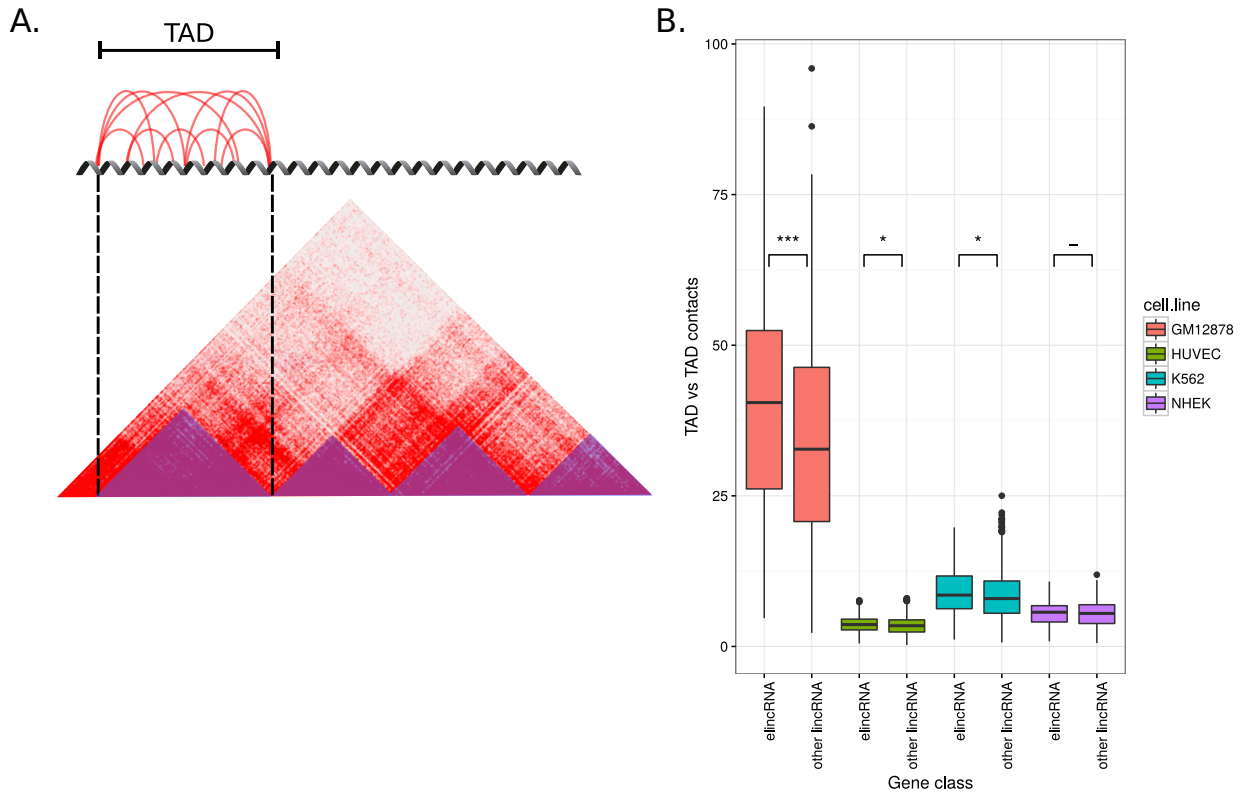 A.
TAD
B.
100
75
50
25
0
TAD vs TAD contacts
***
*
*
–
elincRNA
other lincRNA
elincRNA
other lincRNA
elincRNA
other lincRNA
elincRNA
other lincRNA
Gene class
cell.line
GM12878
HUVEC
K562
NHEK